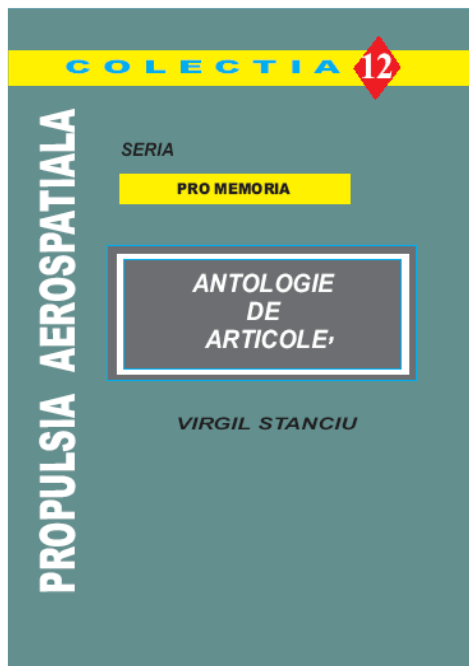 COLECTIA 12
SERIA
PRO MEMORIA
PROPULSIA AEROSPATIALA
ANTOLOGIE
DE
ARTICOLE,
VIRGIL STANCIU